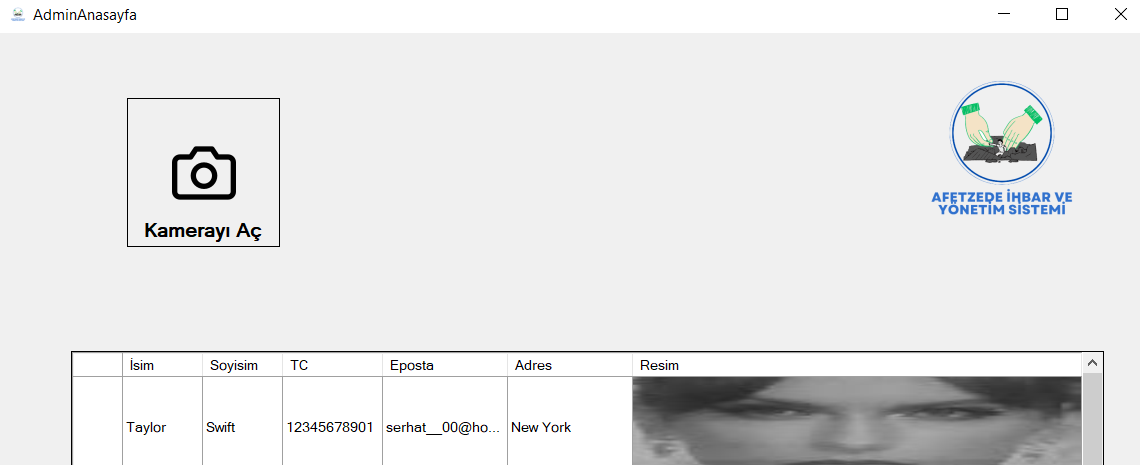 AdminAnasayfa
AFETZEDE İHBAR VE
YÖNETİM SİSTEMİ
Kamerayı Aç
İsim Soyisim TC Eposta Adres Resim
Taylor Swift 12345678901 serhat__00@ho... New York